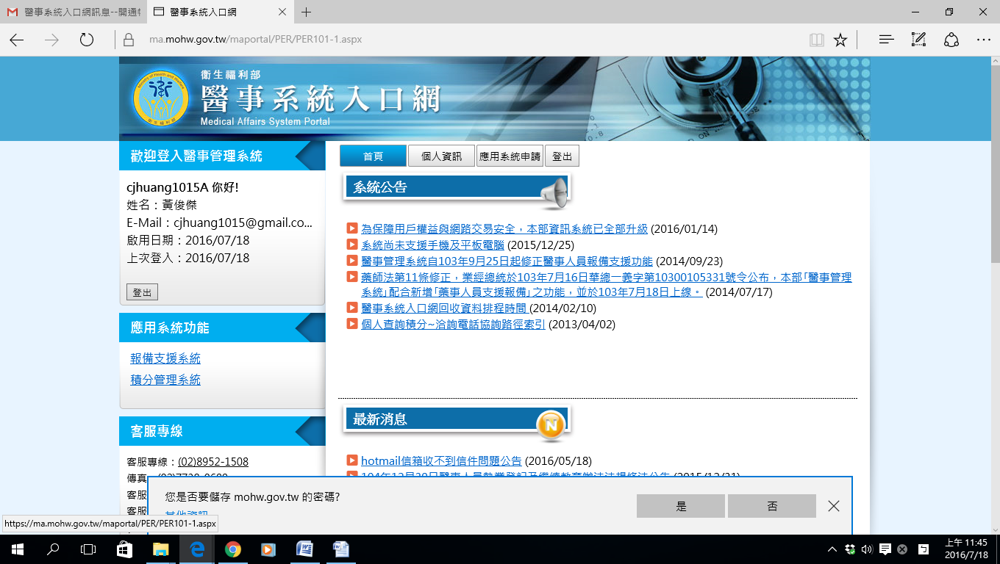 醫事系統入口網訊息--開通帳
醫事系統入口網
ma.mohw.gov.tw/maportal/PER/PER101-1.aspx
衛生福利部
醫事系統入口網
Medical Affairs System Portal
歡迎登入醫事管理系統
cjhuang1015A 你好!
姓名：黃俊傑
E-Mail：cjhuang1015@gmail.co...
啟用日期：2016/07/18
上次登入：2016/07/18
登出
應用系統功能
報備支援系統
積分管理系統
客服專線
客服專線：(02)8952-1508
傳真
客服
客服
首頁 個人資訊 應用系統申請 登出
系統公告
為保障用戶權益與網路交易安全，本部資訊系統已全部升級 (2016/01/14)
系統尚未支援手機及平板電腦 (2015/12/25)
醫事管理系統自103年9月25日起修正醫事人員報備支援功能 (2014/09/23)
藥師法第11條修正，業經總統於103年7月16日華總一義字第10300105331號令公布，本部「醫事管理
系統」配合新增「藥事人員支援報備」之功能，並於103年7月18日上線。 (2014/07/17)
醫事系統入口網回收資料排程時間 (2014/02/10)
個人查詢積分~洽詢電話協詢路徑索引 (2013/04/02)
最新消息
N
hotmail信箱收不到信件問題公告 (2016/05/18)
您是否要儲存 mohw.gov.tw 的密碼?
其他資訊
是
否
https://ma.mohw.gov.tw/maportal/PER/PER101-1.aspx
上午 11:45
2016/7/18